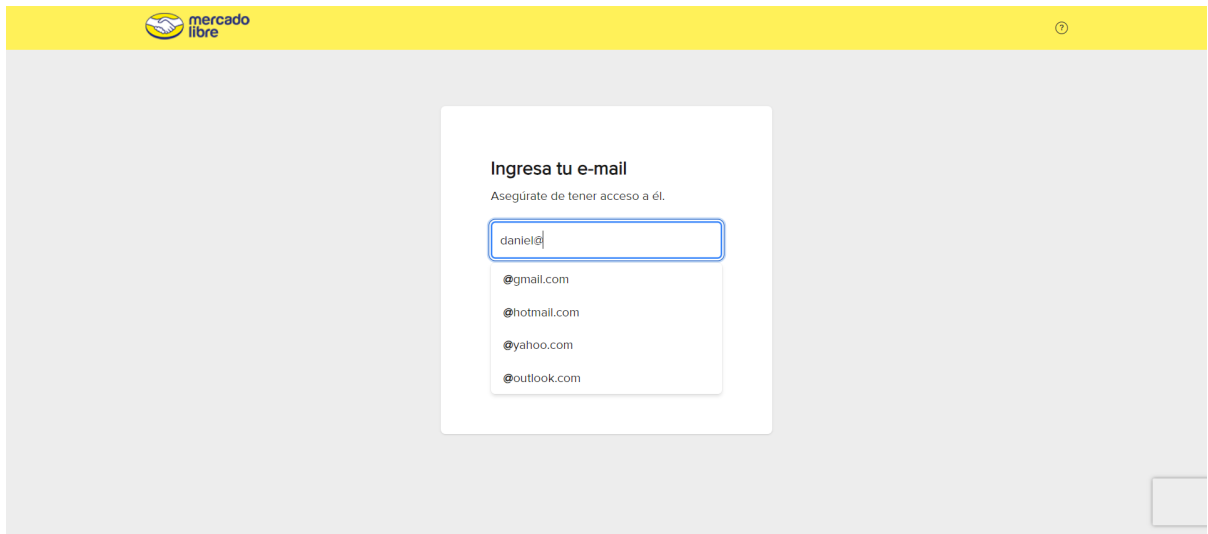 mercado
libre
?
Ingresa tu e-mail
Asegúrate de tener acceso a él.
daniel@
@gmail.com
@hotmail.com
@yahoo.com
@outlook.com